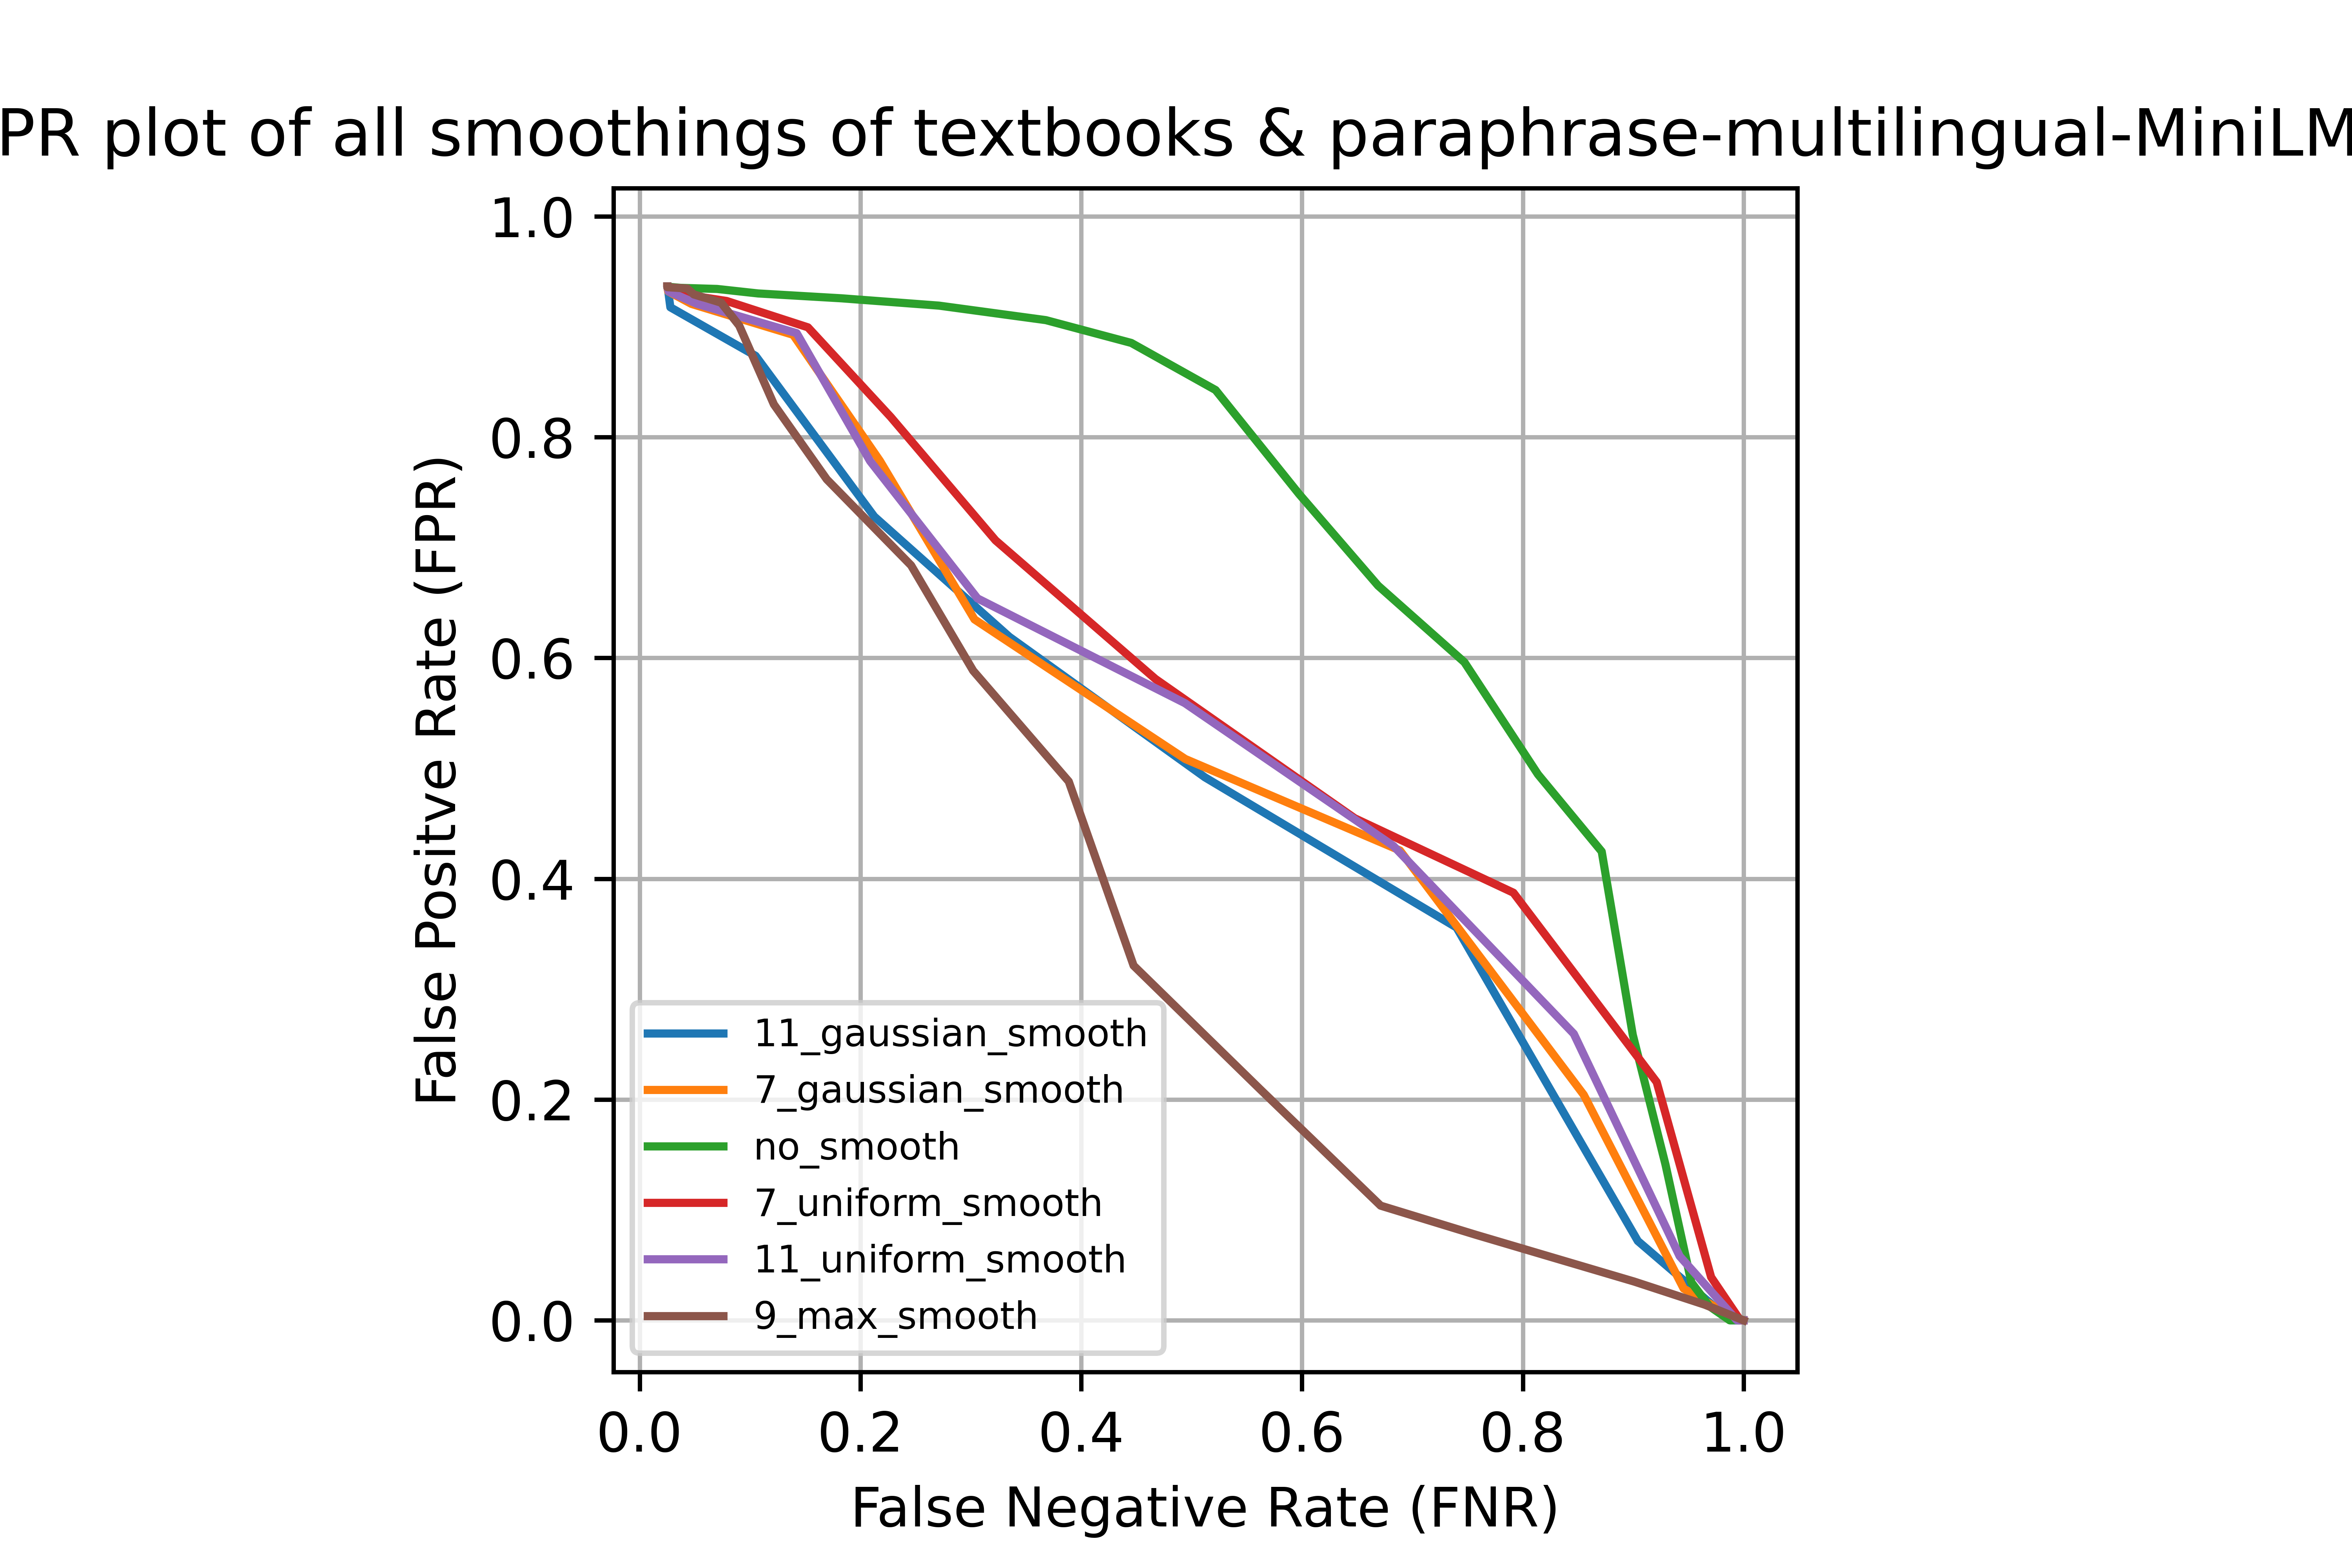 PR plot of all smoothings of textbooks & paraphrase-multilingual-MiniLM
1.0
0.8
0.6
0.4
0.2
0.0
False Positve Rate (FPR)
11_gaussian_smooth
7_gaussian_smooth
no_smooth
7_uniform_smooth
11_uniform_smooth
9_max_smooth
0.0 0.2 0.4 0.6 0.8 1.0
False Negative Rate (FNR)